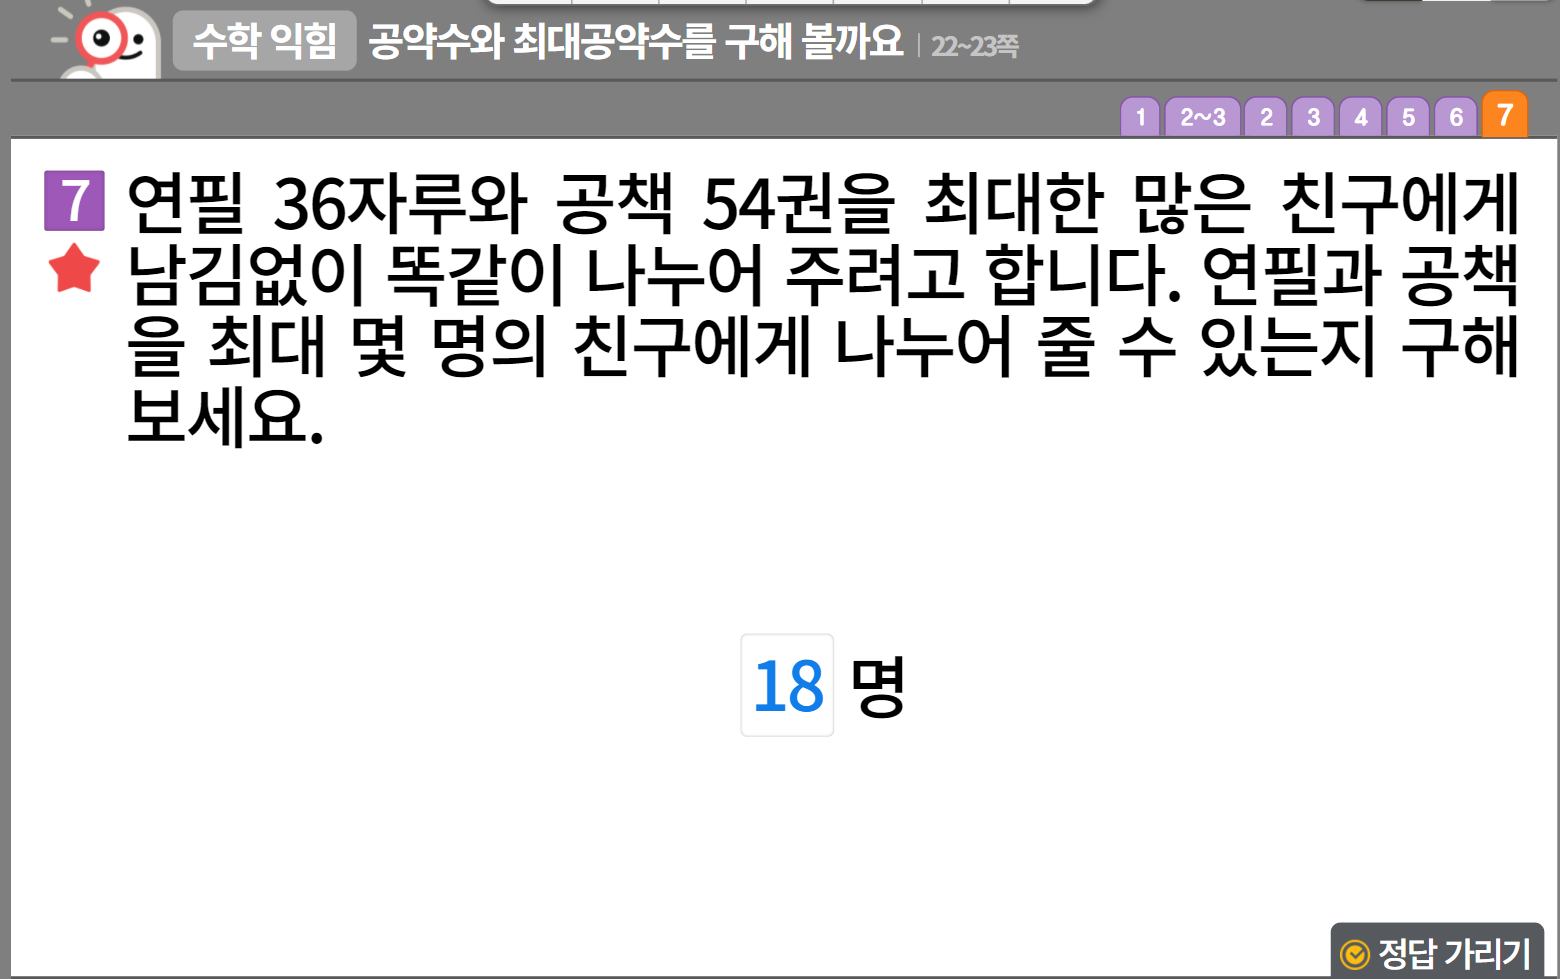 수학 익힘 공약수와 최대공약수를 구해 볼까요 22~23쪽
1 2~3 2 3 4 5 6 7
7 연필 36자루와 공책 54권을 최대한 많은 친구에게
남김없이 똑같이 나누어 주려고 합니다. 연필과 공책
을 최대 몇 명의 친구에게 나누어 줄 수 있는지 구해
보세요.
18 명
정답 가리기